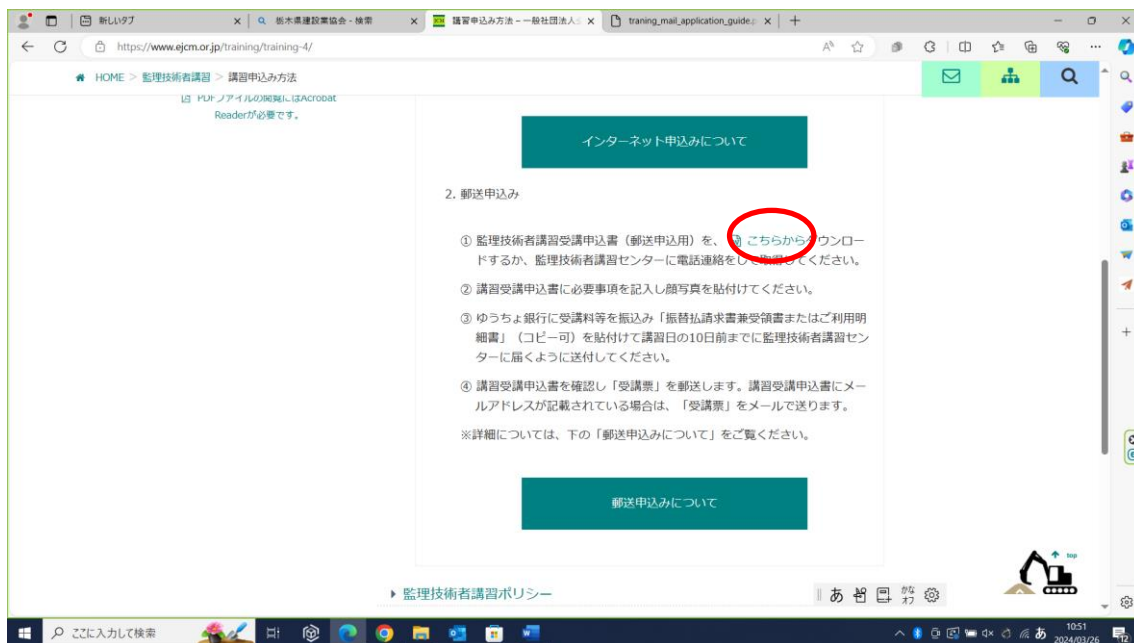 新しいタブ
栃木県建設業協会 - 検索
講習申込み方法 – 一般社団法人
traning_mail_application_guide.p
https://www.ejcm.or.jp/training/training-4/
HOME > 監理技術者講習 > 講習申込み方法
PDFファイルの閲覧にはAcrobat
Readerが必要です。
インターネット申込みについて
2. 郵送申込み
① 監理技術者講習受講申込書（郵送申込用）を、 こちらからダウンロー
ドするか、監理技術者講習センターに電話連絡をして取得してください。
② 講習受講申込書に必要事項を記入し顔写真を貼付けてください。
③ ゆうちょ銀行に受講料等を振込み「振替払請求書兼受領書またはご利用明
細書」（コピー可）を貼付けて講習日の10日前までに監理技術者講習セン
ターに届くように送付してください。
④ 講習受講申込書を確認し「受講票」を郵送します。講習受講申込書にメー
ルアドレスが記載されている場合は、「受講票」をメールで送ります。
※詳細については、下の「郵送申込みについて」をご覧ください。
郵送申込みについて
top
監理技術者講習ポリシー
あ
ここに入力して検索
あ
10:51
2024/03/26